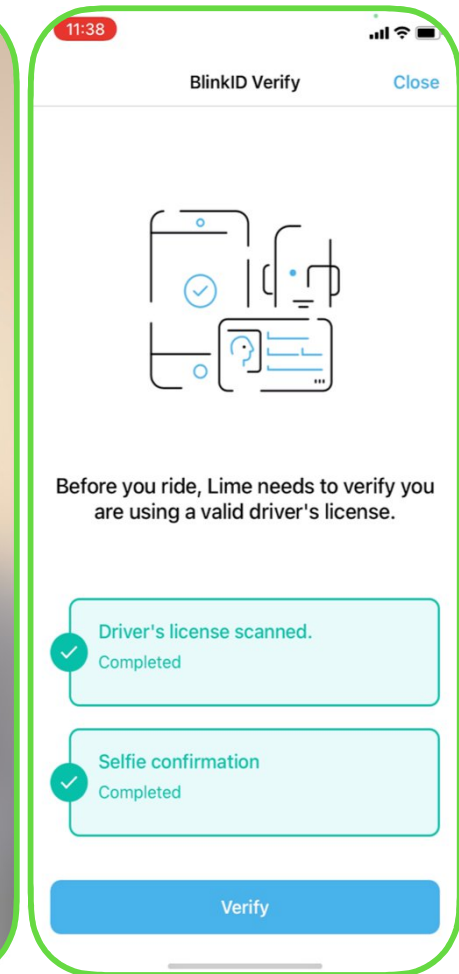 11:38
BlinkID Verify
Close
Before you ride, Lime needs to verify you
are using a valid driver's license.
Driver's license scanned.
Completed
Selfie confirmation
Completed
Verify